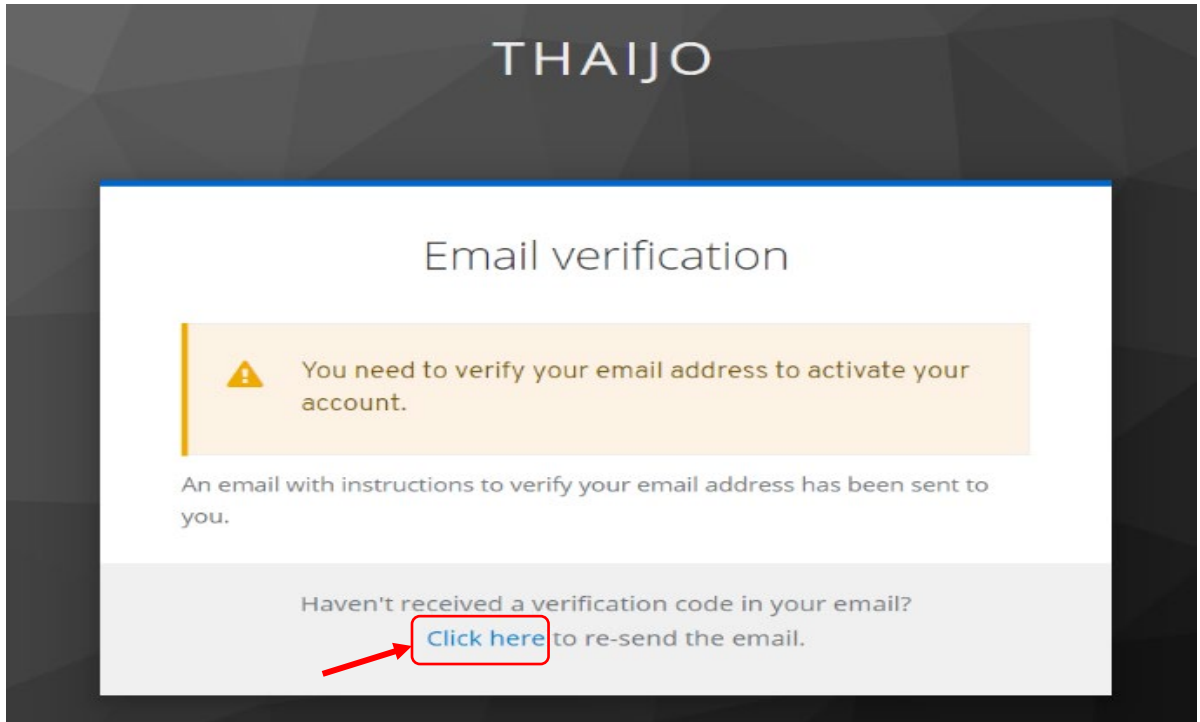 THAIJO
Email verification
You need to verify your email address to activate your
account.
An email with instructions to verify your email address has been sent to
you.
Haven't received a verification code in your email?
Click here to re-send the email.